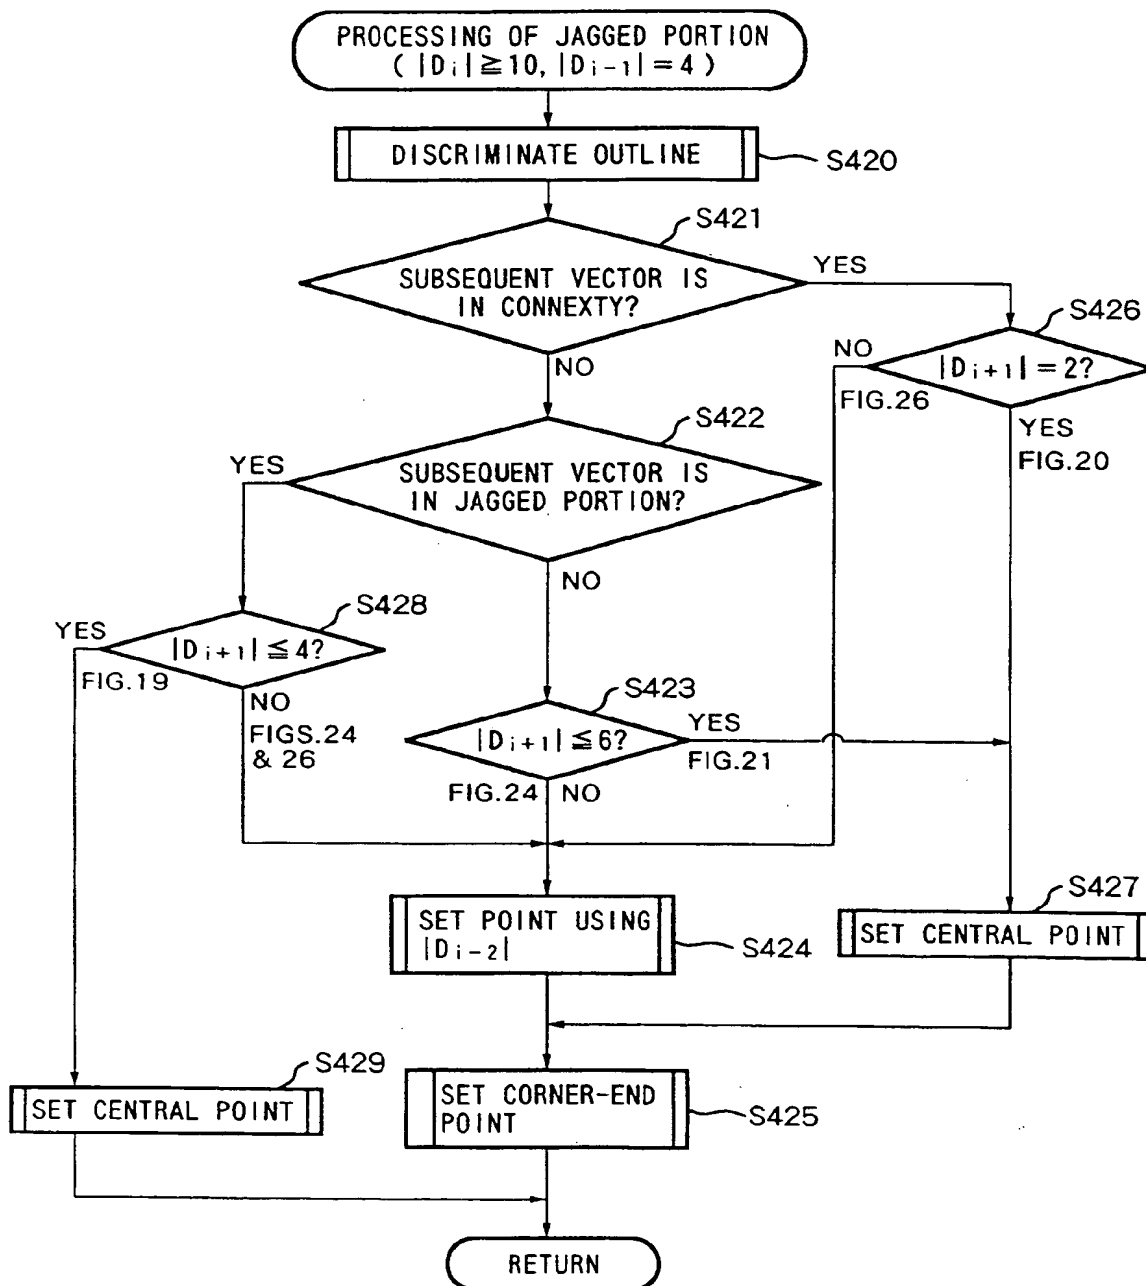 PROCESSING OF JAGGED PORTION
( |Di|≧10, |Di-1|=4 )
DISCRIMINATE OUTLINE
S420
S421
SUBSEQUENT VECTOR IS
IN CONNEXTY?
YES
NO
S426
|Di+1|=2?
NO
FIG.26
YES
FIG.20
S422
SUBSEQUENT VECTOR IS
IN JAGGED PORTION?
YES
NO
S428
|Di+1|≦4?
YES
FIG.19
NO
FIGS.24
& 26
S423
|Di+1|≦6?
YES
FIG.21
FIG.24
NO
S424
SET POINT USING
|Di-2|
S427
SET CENTRAL POINT
S429
SET CENTRAL POINT
SET CORNER-END
POINT
S425
RETURN